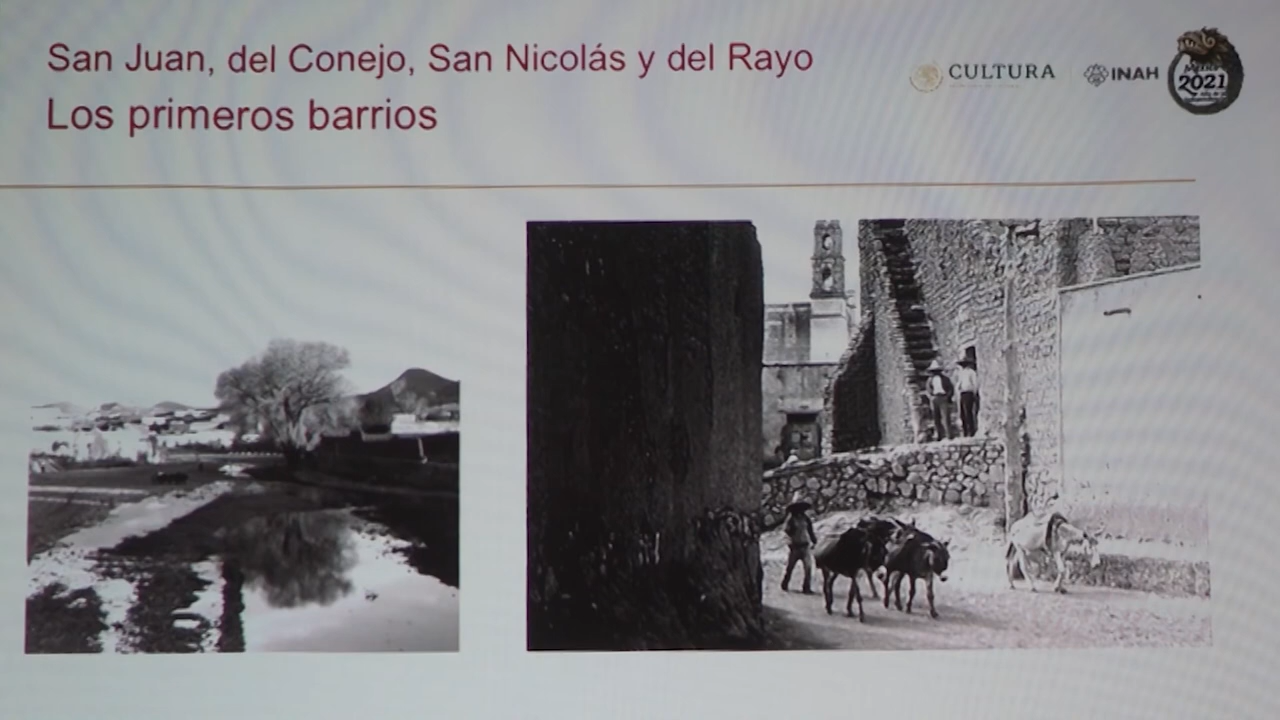 San Juan, del Conejo, San Nicolás y del Rayo
Los primeros barrios
CULTURA
INAH
2021